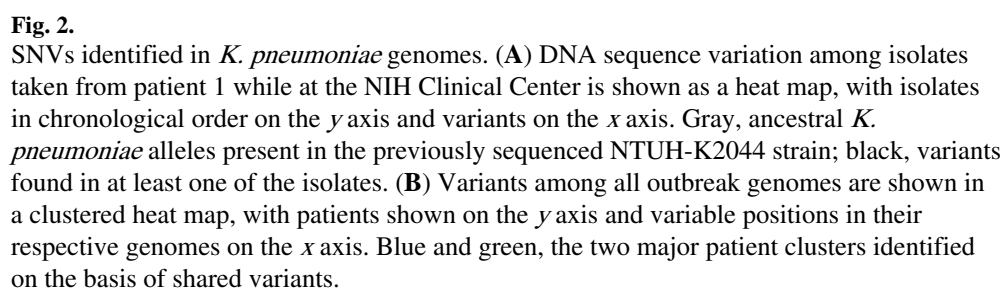 Fig. 2.
SNVs identified in K. pneumoniae genomes. (A) DNA sequence variation among isolates
taken from patient 1 while at the NIH Clinical Center is shown as a heat map, with isolates
in chronological order on the y axis and variants on the x axis. Gray, ancestral K.
pneumoniae alleles present in the previously sequenced NTUH-K2044 strain; black, variants
found in at least one of the isolates. (B) Variants among all outbreak genomes are shown in
a clustered heat map, with patients shown on the y axis and variable positions in their
respective genomes on the x axis. Blue and green, the two major patient clusters identified
on the basis of shared variants.